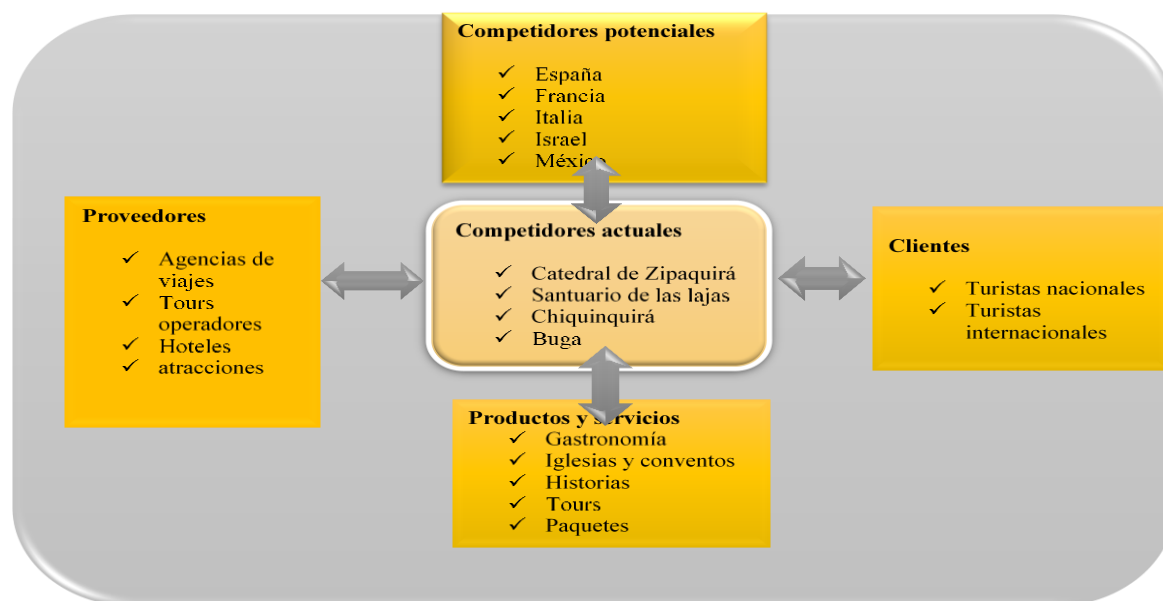 Competidores potenciales
✓ España
✓ Francia
✓ Italia
✓ Israel
✓ México
Proveedores
✓ Agencias de
viajes
✓ Tours
operadores
✓ Hoteles
✓ atracciones
Competidores actuales
✓ Catedral de Zipaquirá
✓ Santuario de las lajas
✓ Chiquinquirá
✓ Buga
Clientes
✓ Turistas nacionales
✓ Turistas
internacionales
Productos y servicios
✓ Gastronomía
✓ Iglesias y conventos
✓ Historias
✓ Tours
✓ Paquetes